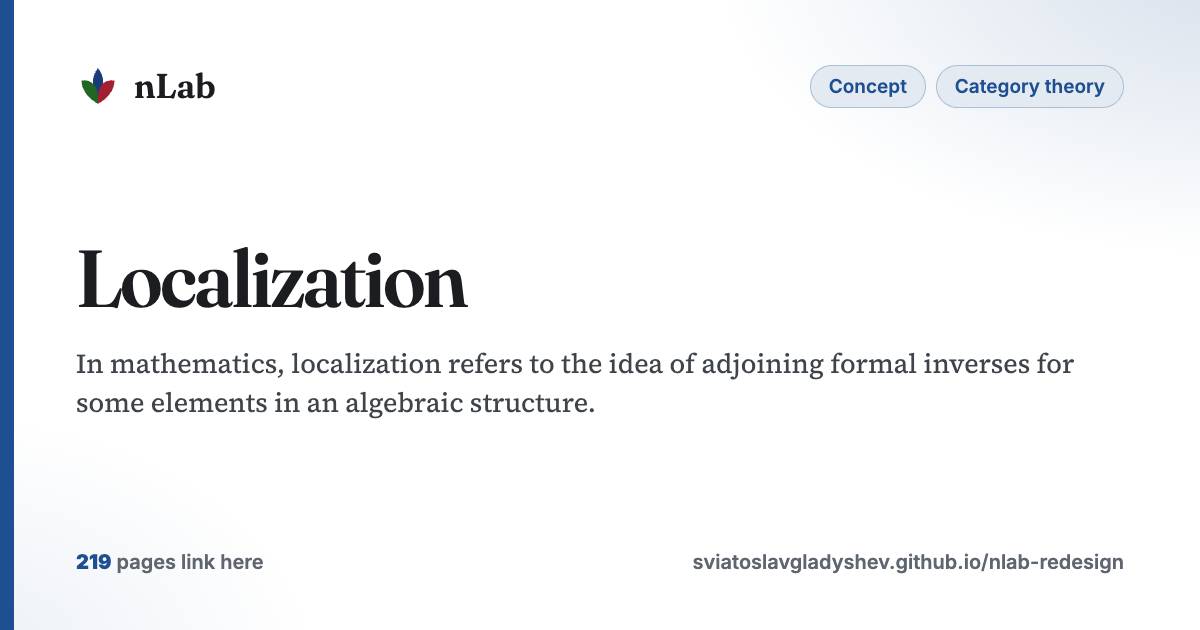 nLab
Concept
Category theory
Localization
In mathematics, localization refers to the idea of adjoining formal inverses for
some elements in an algebraic structure.
219 pages link here
sviatoslavgladyshev.github.io/nlab-redesign